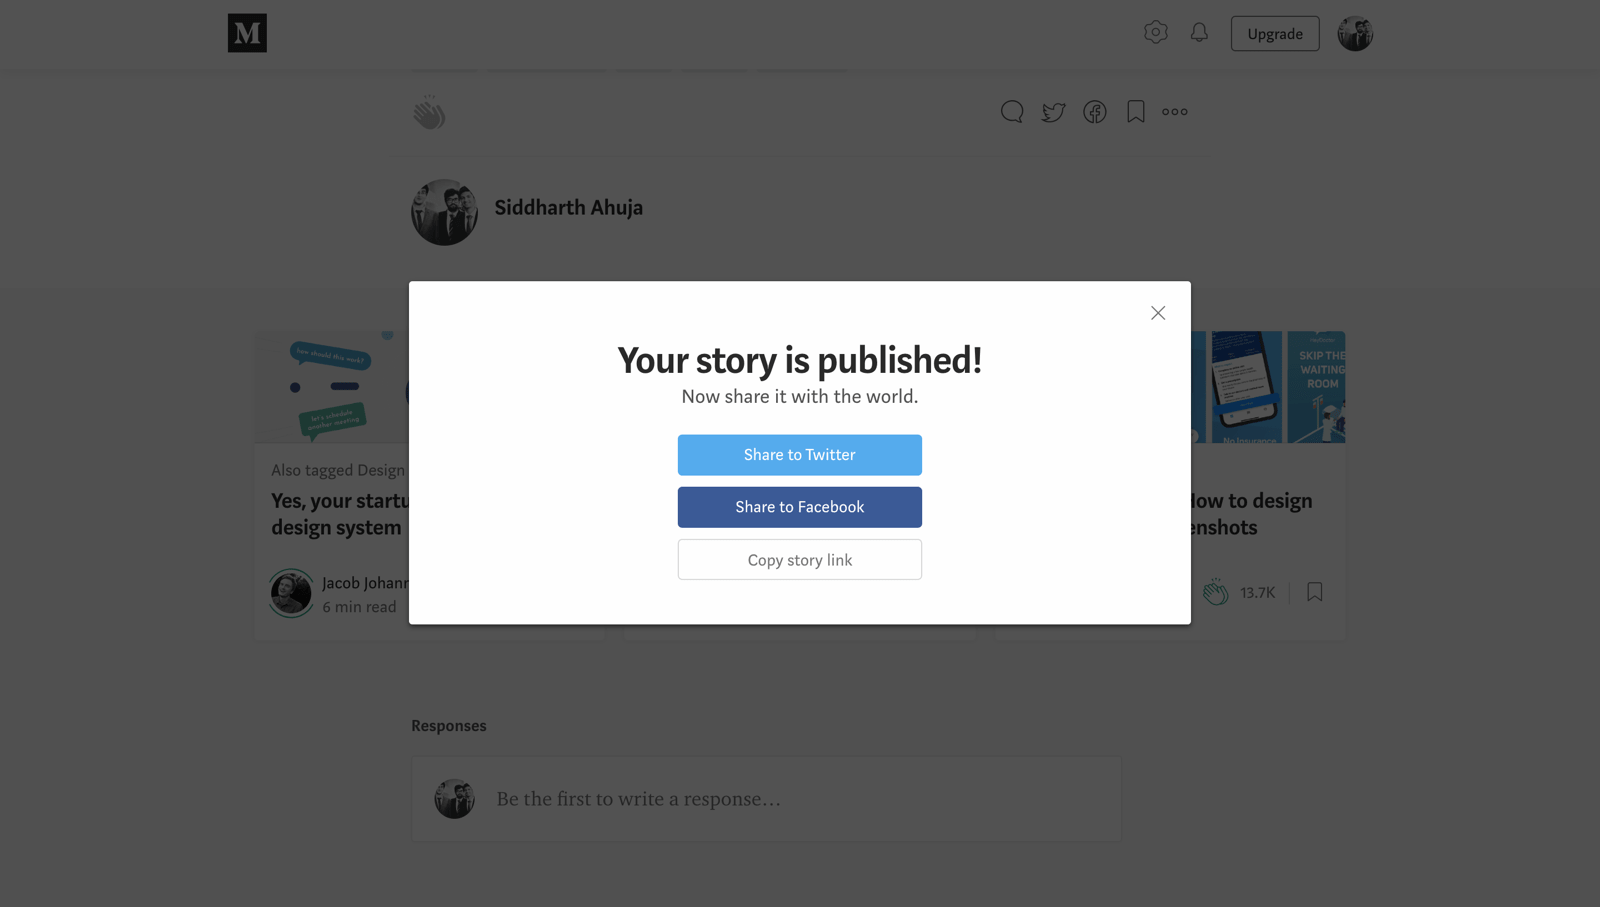 M
Upgrade
Siddharth Ahuja
Your story is published!
Now share it with the world.
Share to Twitter
Share to Facebook
Copy story link
how should this work?
let's schedule
another meeting
Also tagged Design
Yes, your startu
design system
Jacob Johann
6 min read
SKIP THE
WAITING
ROOM
No Insurance
How to design
enshots
13.7K
Responses
Be the first to write a response…